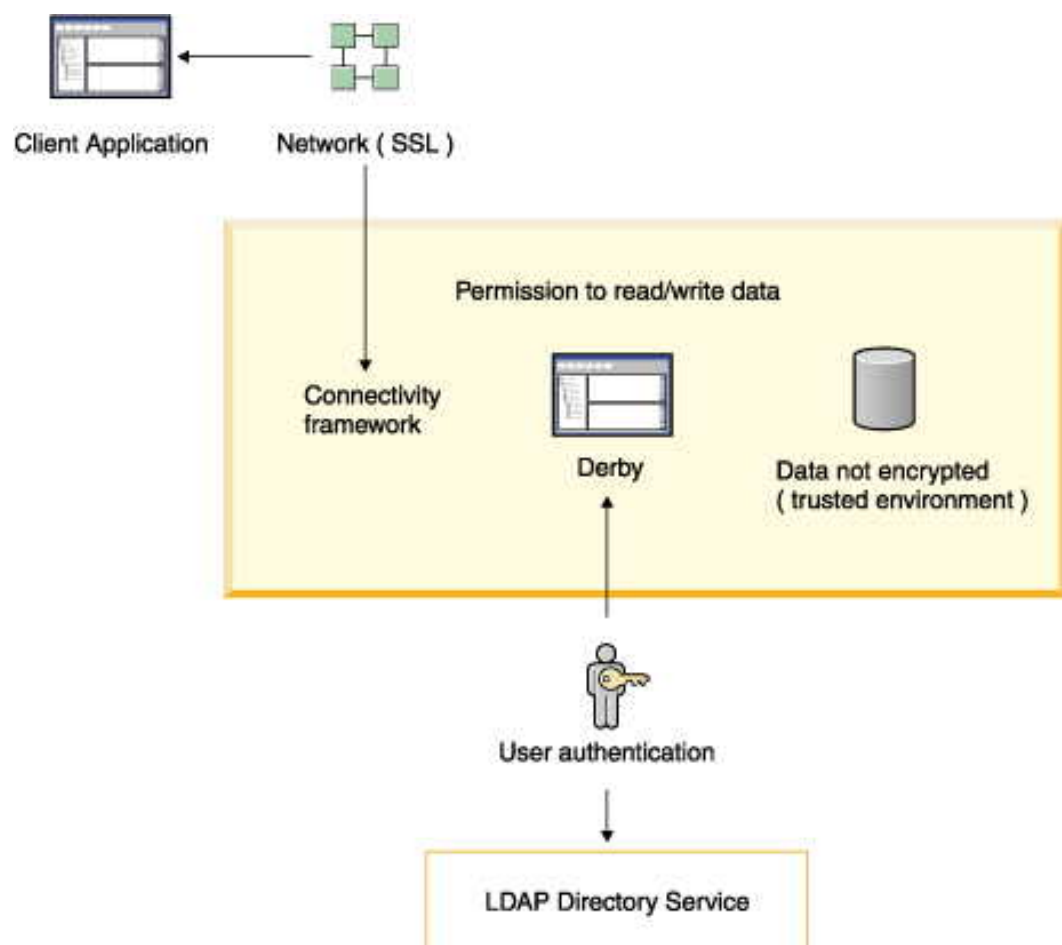 Client Application
Network ( SSL )
Permission to read/write data
Connectivity
framework
Derby
Data not encrypted
( trusted environment )
User authentication
LDAP Directory Service